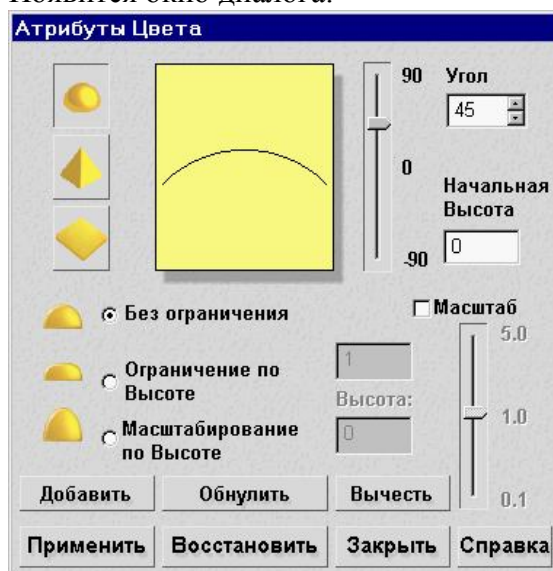 Появится окно диалога:
Атрибуты Цвета
90
Угол
45
0
Начальная
Высота
0
-90
Без ограничения
Масштаб
5.0
Ограничение по
Высоте
1
Высота:
1.0
Масштабирование
по Высоте
0
Добавить
Обнулить
Вычесть
0.1
Применить
Восстановить
Закрыть
Справка